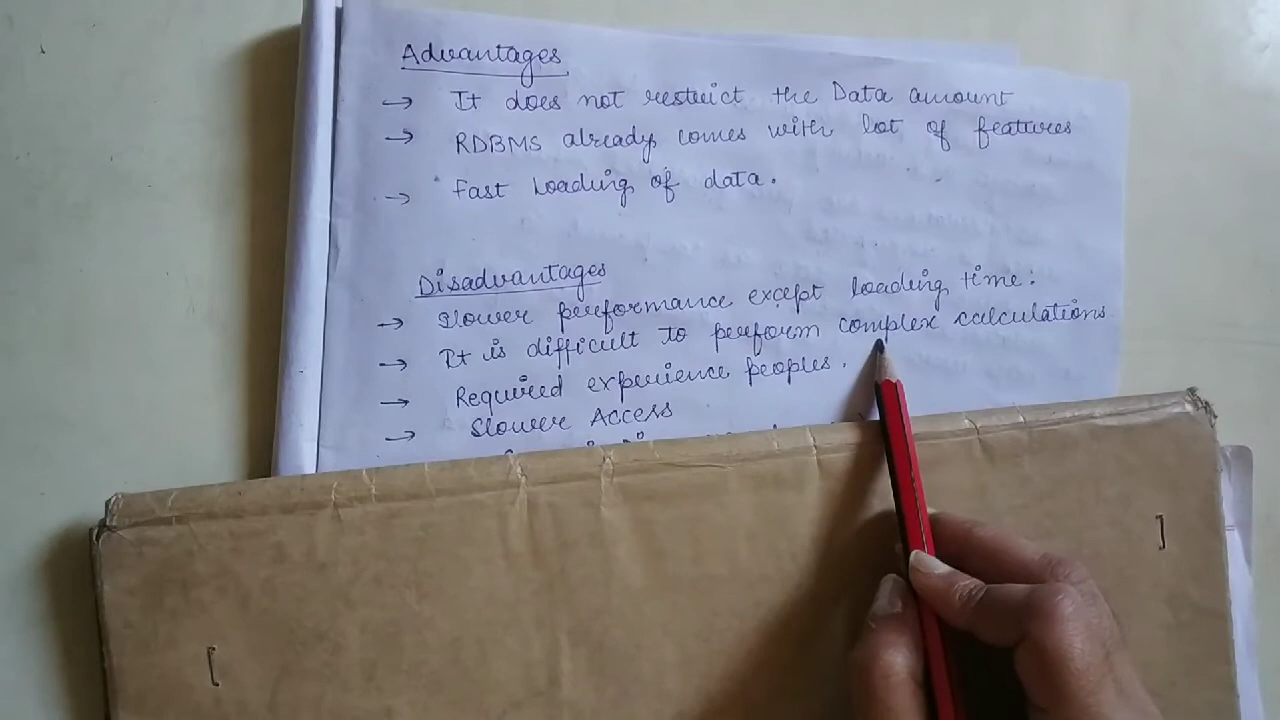 Advantages
→ It does not restrict the Data amount
→ RDBMS already comes with lot of features
→ Fast Loading of data.
Disadvantages
→ Slower performance except loading time.
→ It is difficult to perform complex calculations
→ Required experience peoples.
→ Slower Access